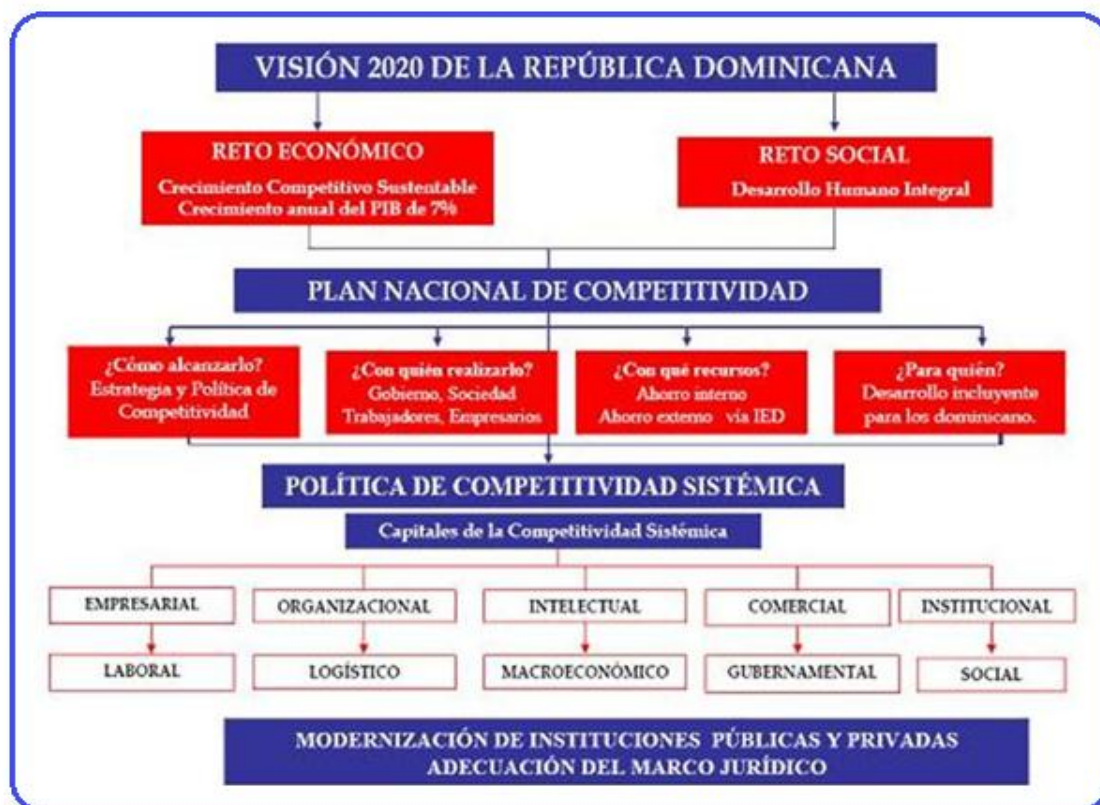 VISIÓN 2020 DE LA REPÚBLICA DOMINICANA
RETO ECONÓMICO
Crecimiento Competitivo Sustentable
Crecimiento anual del PIB de 7%
RETO SOCIAL
Desarrollo Humano Integral
PLAN NACIONAL DE COMPETITIVIDAD
¿Cómo alcanzarlo?
Estrategia y Política de
Competitividad
¿Con quién realizarlo?
Gobierno, Sociedad
Trabajadores, Empresarios
¿Con qué recursos?
Ahorro interno
Ahorro externo vía IED
¿Para quién?
Desarrollo incluyente
para los dominicano.
POLÍTICA DE COMPETITIVIDAD SISTÉMICA
Capitales de la Competitividad Sistémica
EMPRESARIAL
ORGANIZACIONAL
INTELECTUAL
COMERCIAL
INSTITUCIONAL
LABORAL
LOGÍSTICO
MACROECONÓMICO
GUBERNAMENTAL
SOCIAL
MODERNIZACIÓN DE INSTITUCIONES PÚBLICAS Y PRIVADAS
ADECUACIÓN DEL MARCO JURÍDICO